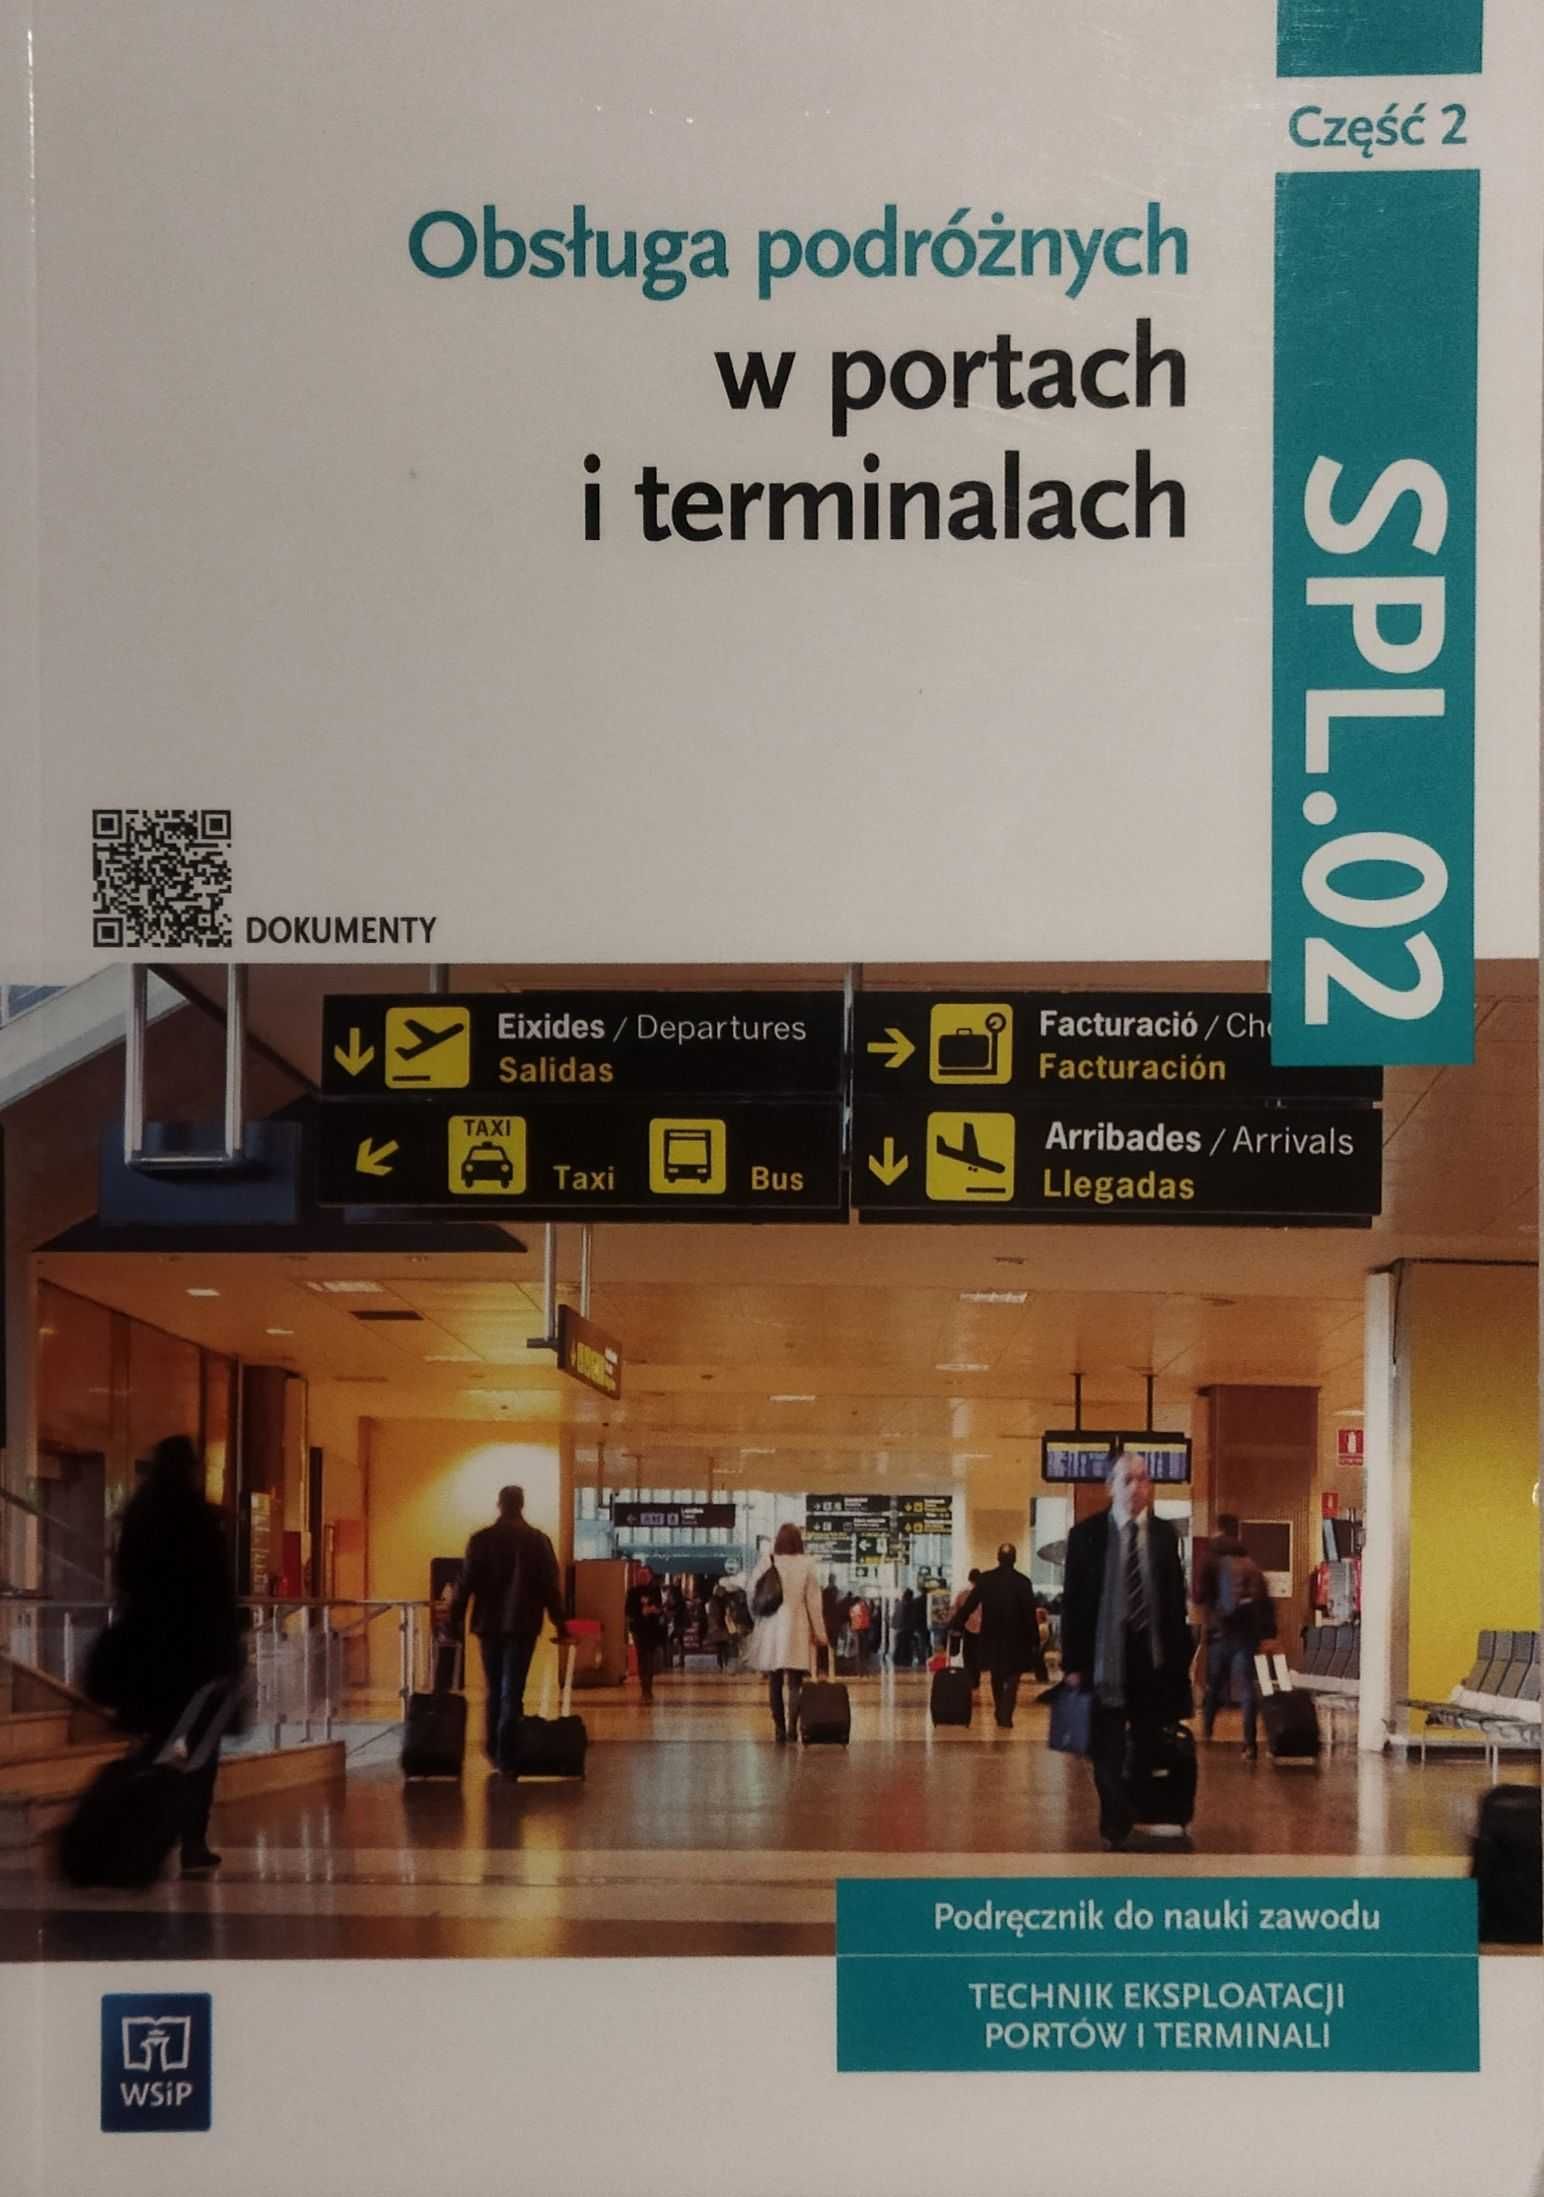 Część 2
Obsługa podróżnych
w portach
i terminalach
SPL.02
DOKUMENTY
Eixides / Departures
Salidas
Facturació / Che
Facturación
TAXI
Taxi
Bus
Arribades / Arrivals
Llegadas
Podręcznik do nauki zawodu
TECHNIK EKSPLOATACJI
PORTÓW I TERMINALI
WSiP